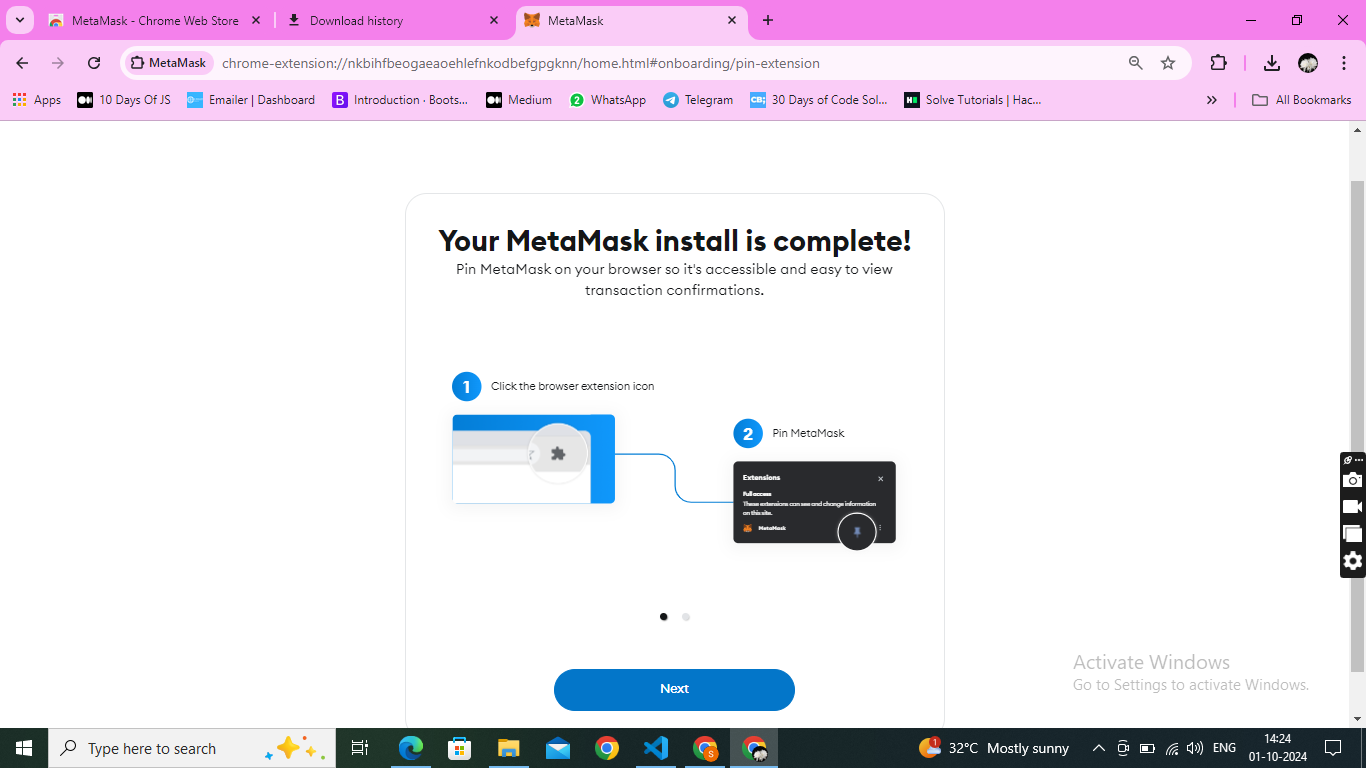 MetaMask - Chrome Web Store
Download history
MetaMask
MetaMask
chrome-extension://nkbihfbeogaeaoehlefnkodbefgpgknn/home.html#onboarding/pin-extension
Apps
10 Days Of JS
Emailer | Dashboard
Introduction · Boots...
Medium
WhatsApp
Telegram
30 Days of Code Sol...
Solve Tutorials | Hac...
All Bookmarks
Your MetaMask install is complete!
Pin MetaMask on your browser so it's accessible and easy to view
transaction confirmations.
1
Click the browser extension icon
2
Pin MetaMask
Extensions
Full access
These extensions can see and change information
on this site.
MetaMask
Next
Activate Windows
Go to Settings to activate Windows.
Type here to search
1
32°C Mostly sunny
ENG
14:24
01-10-2024